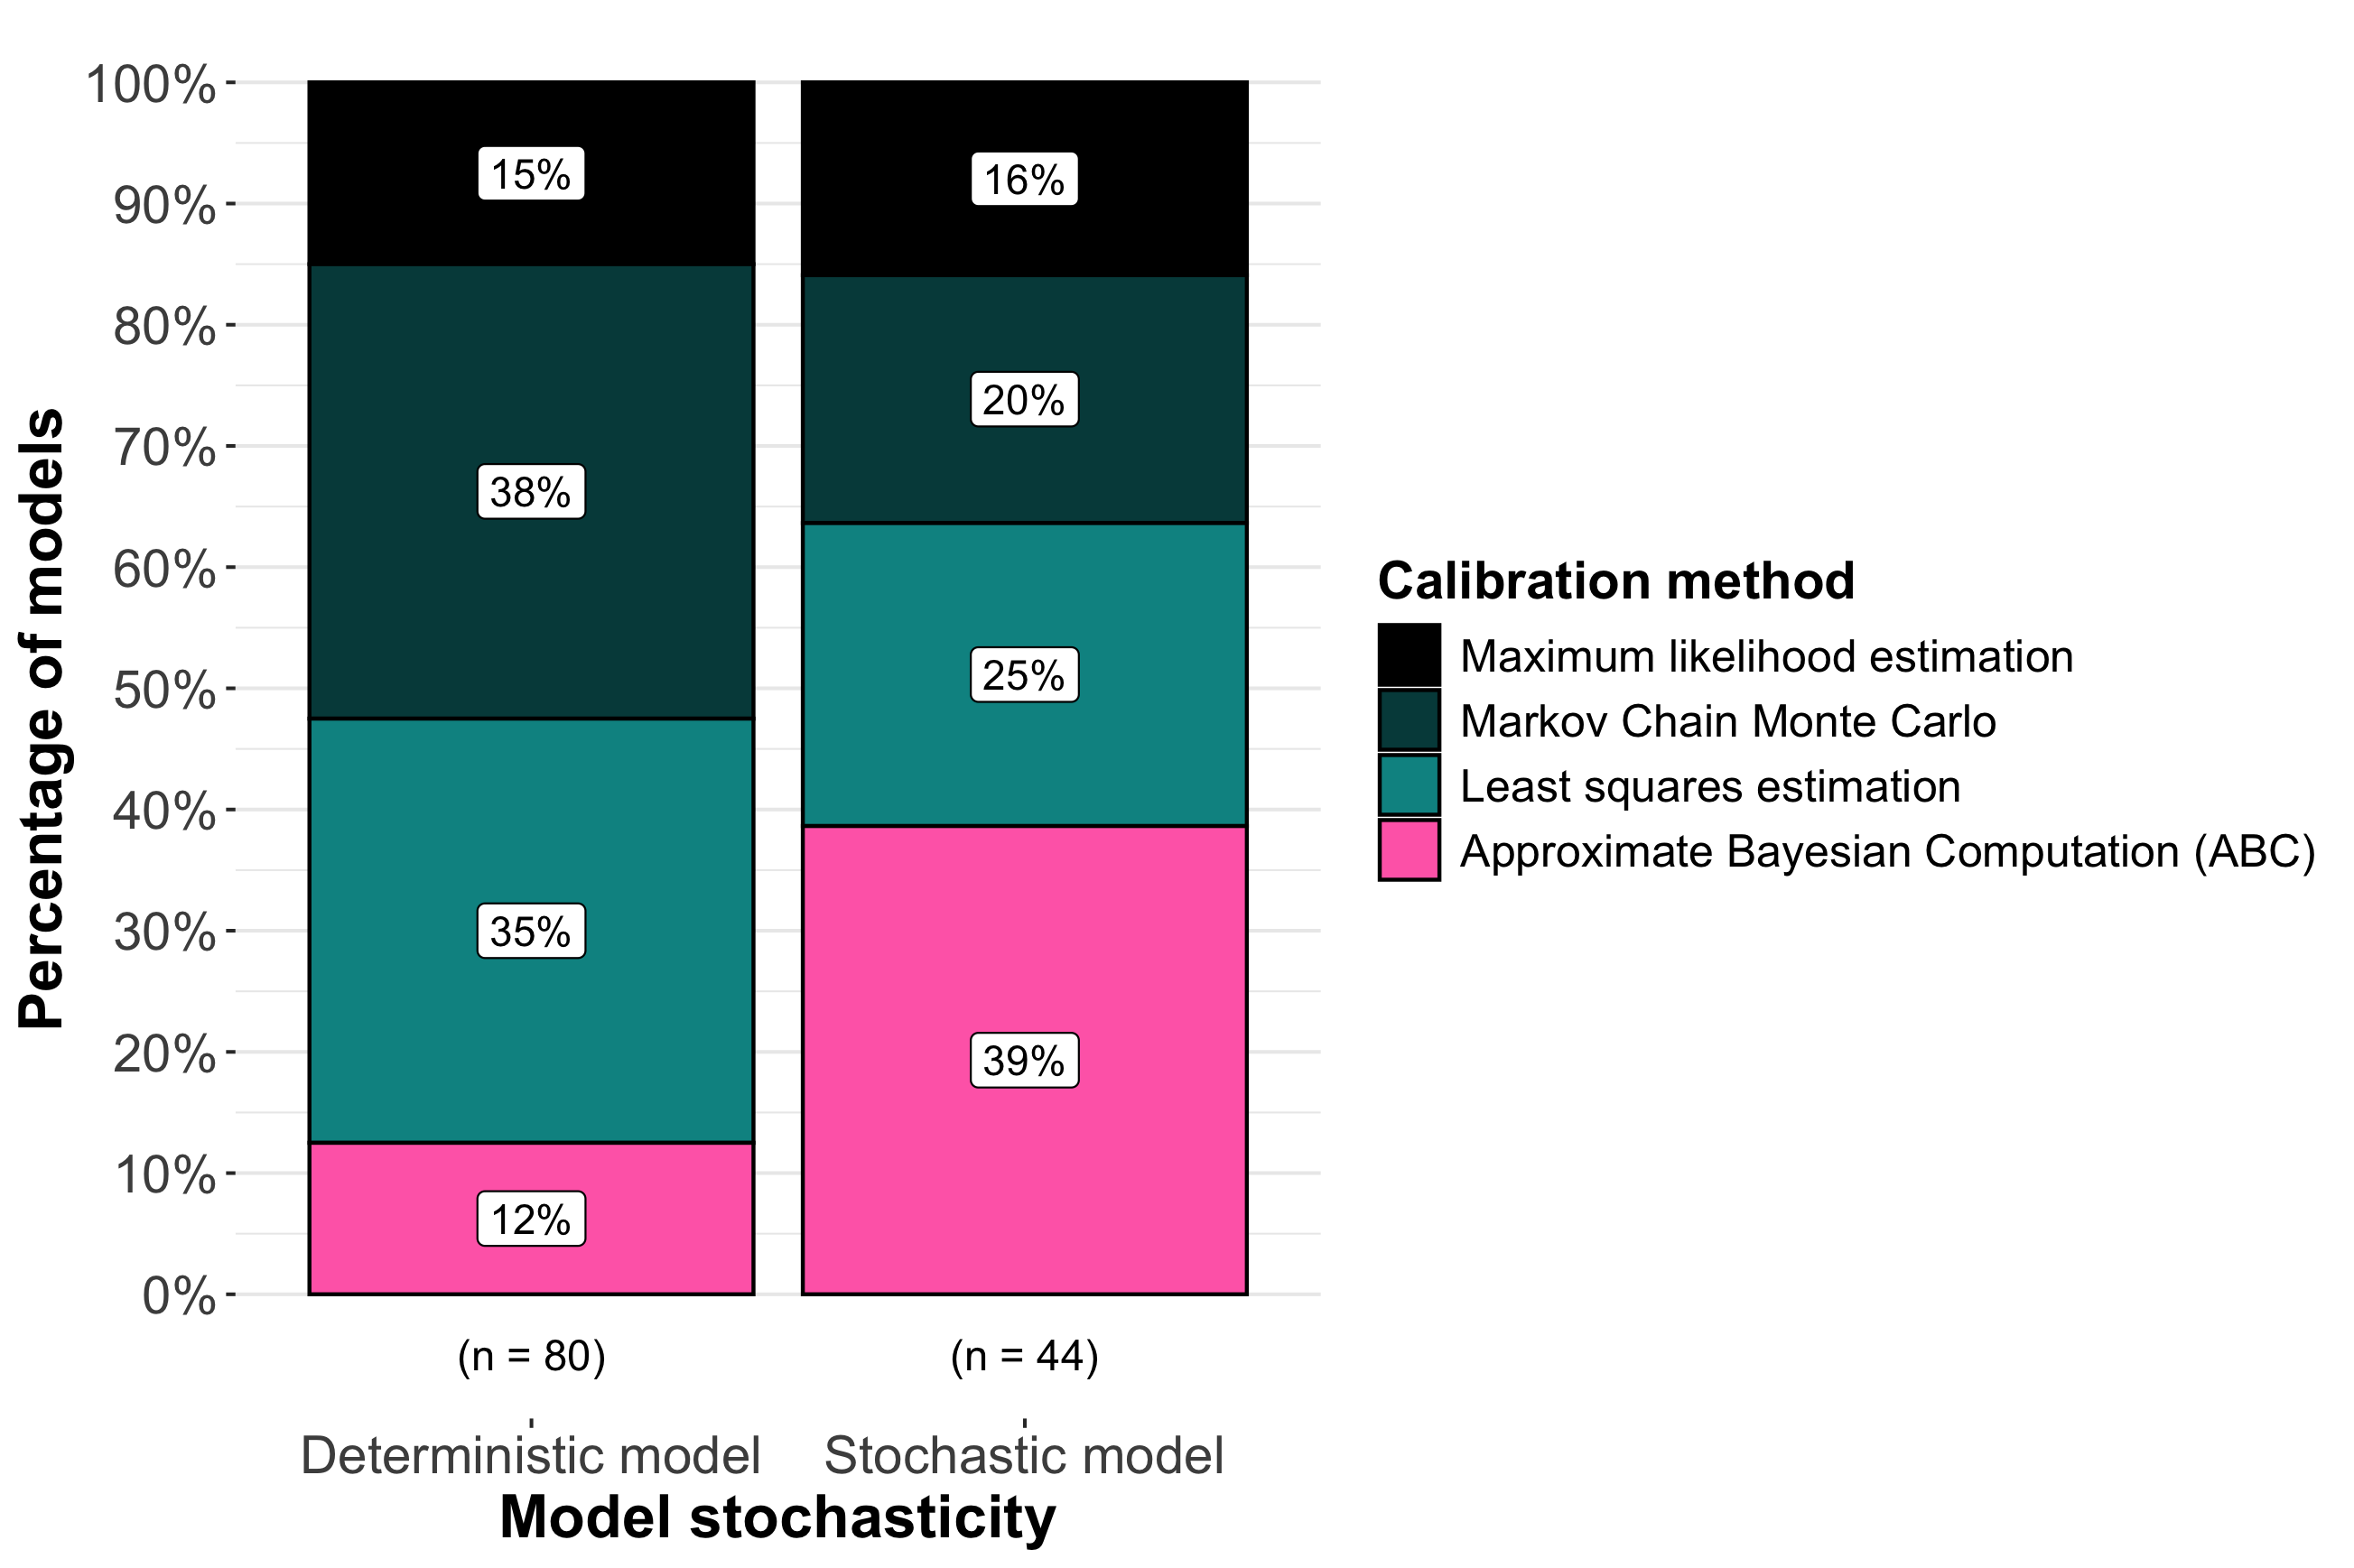 Percentage of models
100%
90%
80%
70%
60%
50%
40%
30%
20%
10%
0%
15%
38%
35%
12%
16%
20%
25%
39%
(n = 80)
(n = 44)
Deterministic model
Stochastic model
Model stochasticity
Calibration method
Maximum likelihood estimation
Markov Chain Monte Carlo
Least squares estimation
Approximate Bayesian Computation (ABC)